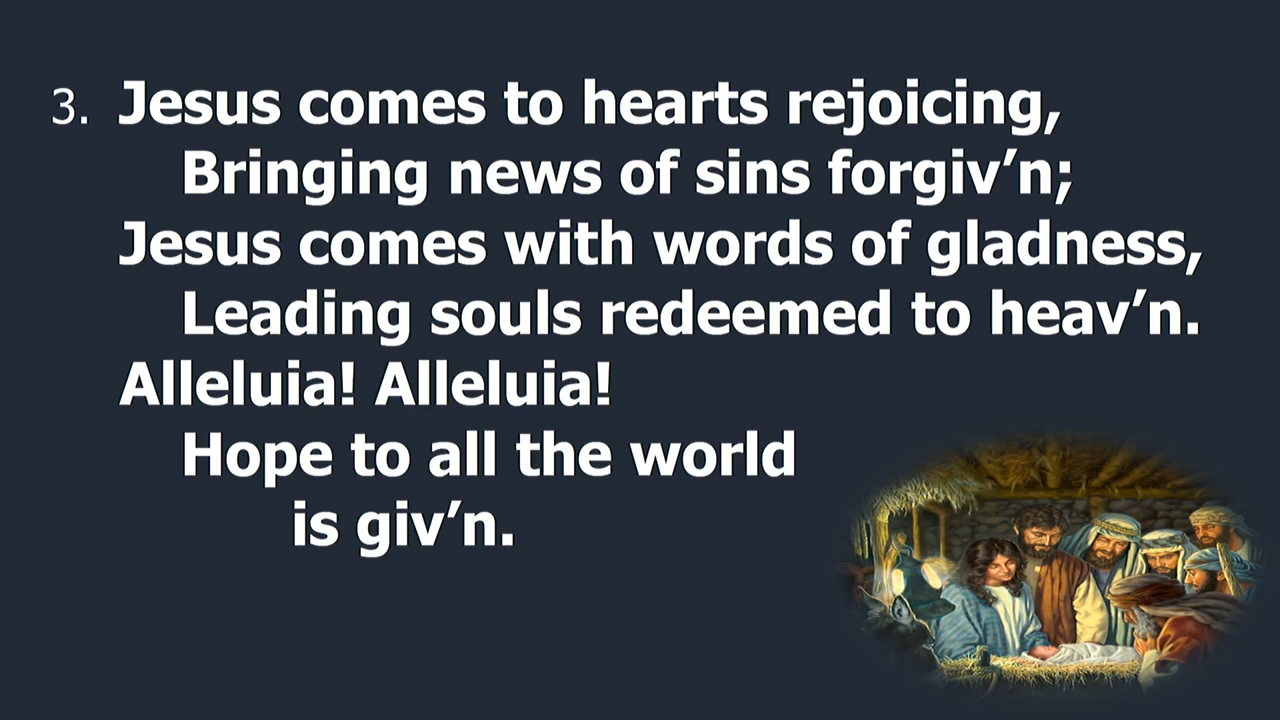 3. Jesus comes to hearts rejoicing,
Bringing news of sins forgiv’n;
Jesus comes with words of gladness,
Leading souls redeemed to heav’n.
Alleluia! Alleluia!
Hope to all the world
is giv’n.